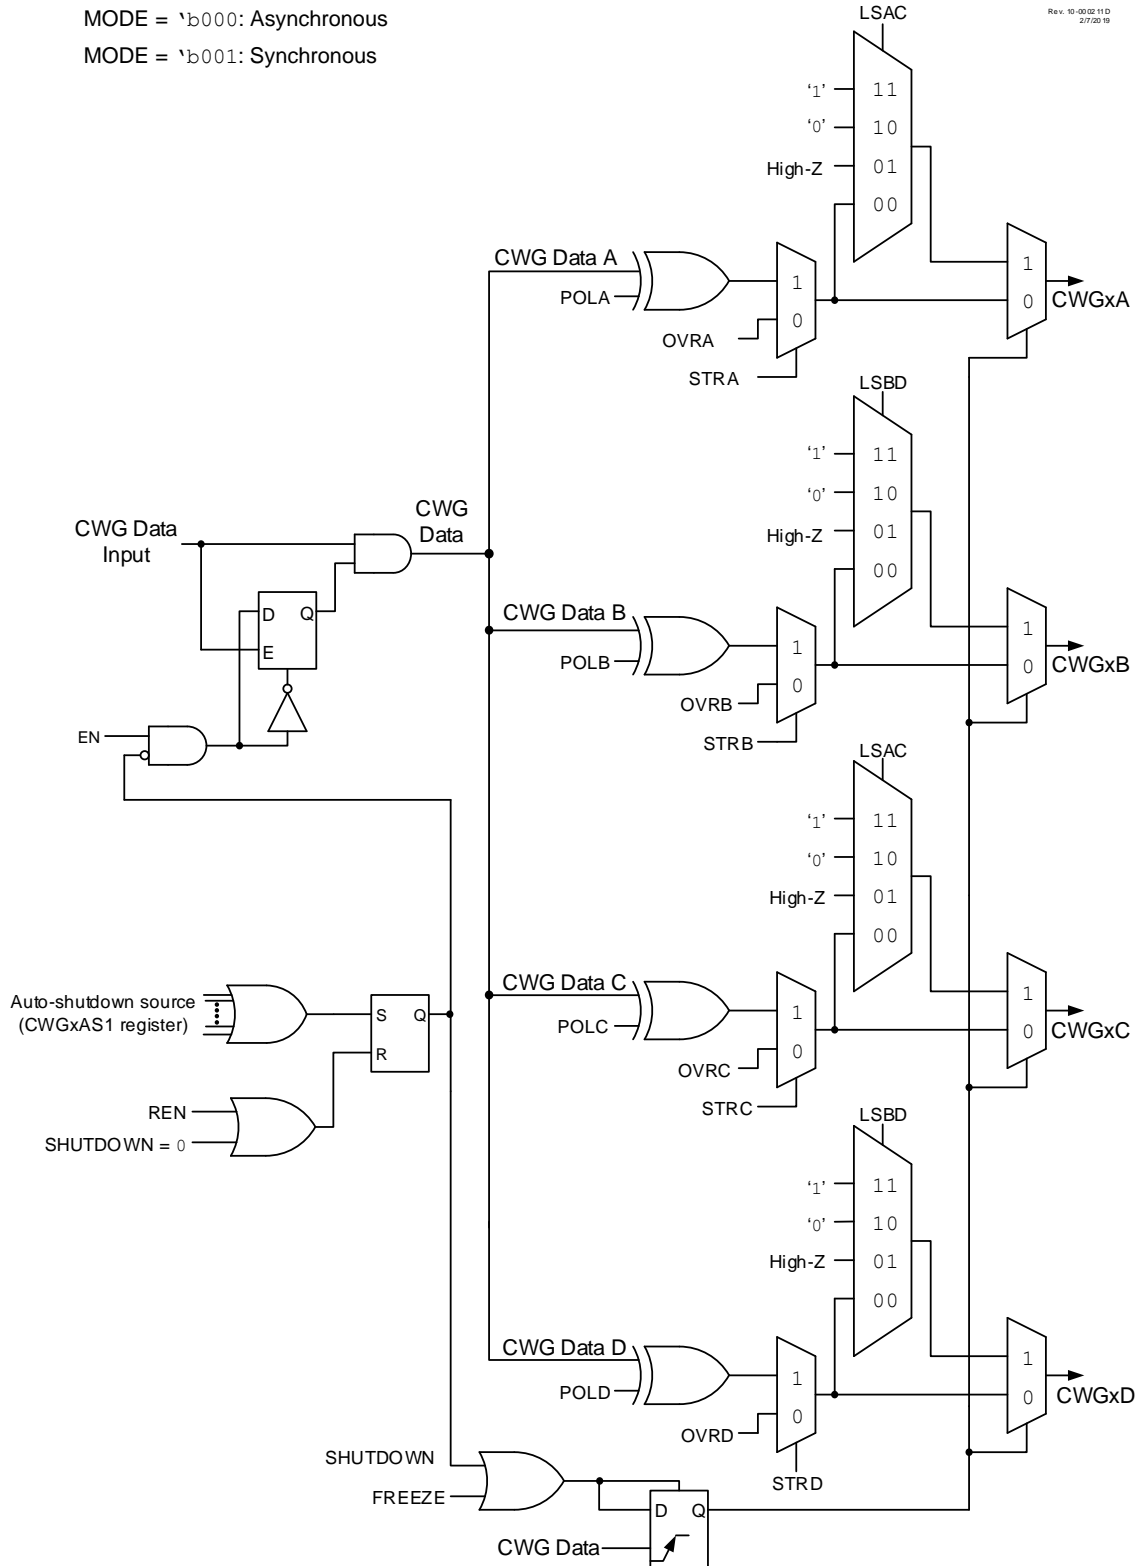 MODE = 'b000: Asynchronous
MODE = 'b001: Synchronous
Rev. 10-000211D
2/7/2019
LSAC
'1' 11
'0' 10
High-Z 01
00
CWG Data A
POLA
1
0
OVRA
STRA
1
0
CWGxA
LSBD
'1' 11
'0' 10
High-Z 01
00
CWG Data
Input
CWG
Data
D Q
E
EN
CWG Data B
POLB
1
0
OVRB
STRB
1
0
CWGxB
LSAC
'1' 11
'0' 10
High-Z 01
00
CWG Data C
POLC
1
0
OVRC
STRC
1
0
CWGxC
Auto-shutdown source
(CWGxAS1 register)
S Q
R
REN
SHUTDOWN = 0
LSBD
'1' 11
'0' 10
High-Z 01
00
CWG Data D
POLD
1
0
OVRD
STRD
1
0
CWGxD
SHUTDOWN
FREEZE
D Q
CWG Data